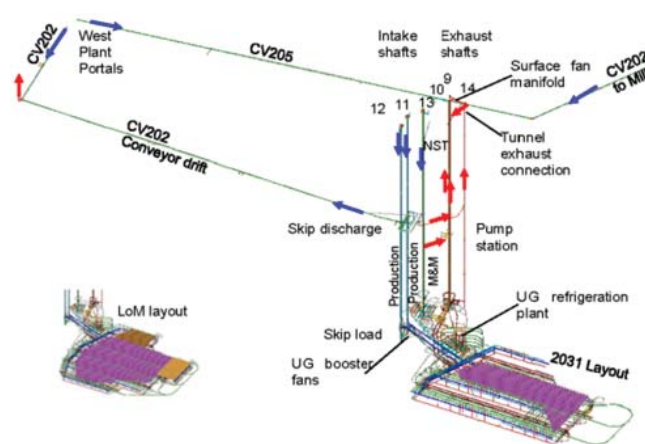 CV202
West
Plant
Portals
CV205
Intake
shafts
Exhaust
shafts
Surface fan
manifold
CV202
to Mill
12
11
13
10
9
14
NST
Tunnel
exhaust
connection
CV202
Conveyor drift
Skip discharge
Pump
station
Production
Production
M&M
LoM layout
Skip load
UG booster
fans
UG refrigeration
plant
2031 Layout